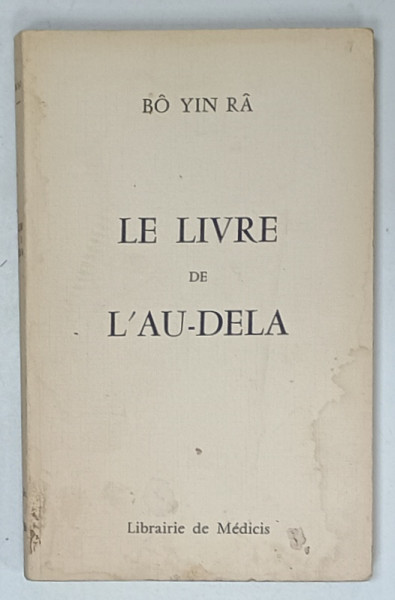 BÔ YIN RÂ
LE LIVRE
DE
L'AU-DELA
Librairie de Médicis